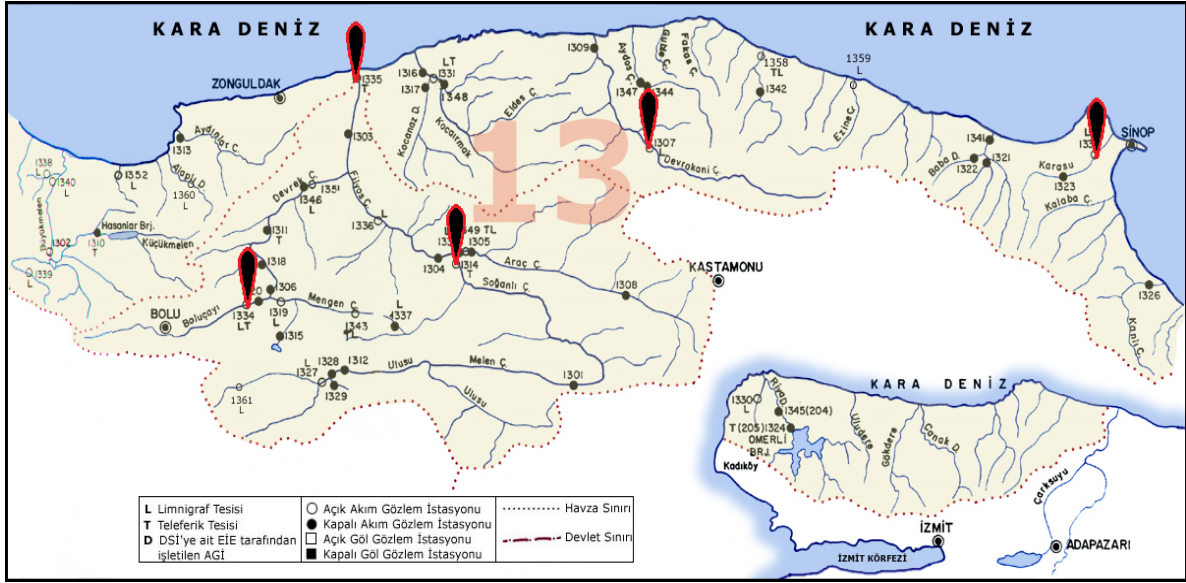 KARA DENİZ
KARA DENİZ
ZONGULDAK
SİNOP
KASTAMONU
BOLU
13
1335
T
1303
1313
Aydınlar Ç.
1352
L
Alaplı D.
1360
L
1338
L
1340
L
Büyükmelen
1302
1339
L
Hasanlar Brj.
1310
T
Küçükmelen
Devrek Ç.
1351
1346
L
Filyos Ç.
1336
L
1311
T
1318
1306
1334
LT
Boluçayı
1319
L
Mengen Ç.
1315
1343
1337
L
1316
LT
1331
1317
1348
Kocanaz D.
Kocaırmak
Eldes Ç.
1309
Aydos Ç.
Fakas Ç.
1347
1307
L
Devrekani Ç.
1358
TL
1342
1359
L
Ezine Ç.
1341
1321
1322
Baba D.
Karasu
1323
Kalaba Ç.
1326
Kanlı Ç.
1305
1304
1314
T
Araç Ç.
Soğanlı Ç.
1308
1312
1328
L
1327
1329
1361
L
Ulusu
Melen Ç.
1301
Ulusu
KARA DENİZ
1330
L
Riva D.
1345(204)
T (205) 1324
OMERLİ
BRJ.
Kadıköy
Uludere
Gökdere
Çanak D.
Çarksuyu
İZMİT
İZMİT KÖRFEZİ
ADAPAZARI
L Limnigraf Tesisi
T Teleferik Tesisi
D DSİ'ye ait EİE tarafından
işletilen AGİ
Açık Akım Gözlem İstasyonu
Kapalı Akım Gözlem İstasyonu
Açık Göl Gözlem İstasyonu
Kapalı Göl Gözlem İstasyonu
Havza Sınırı
Devlet Sınırı